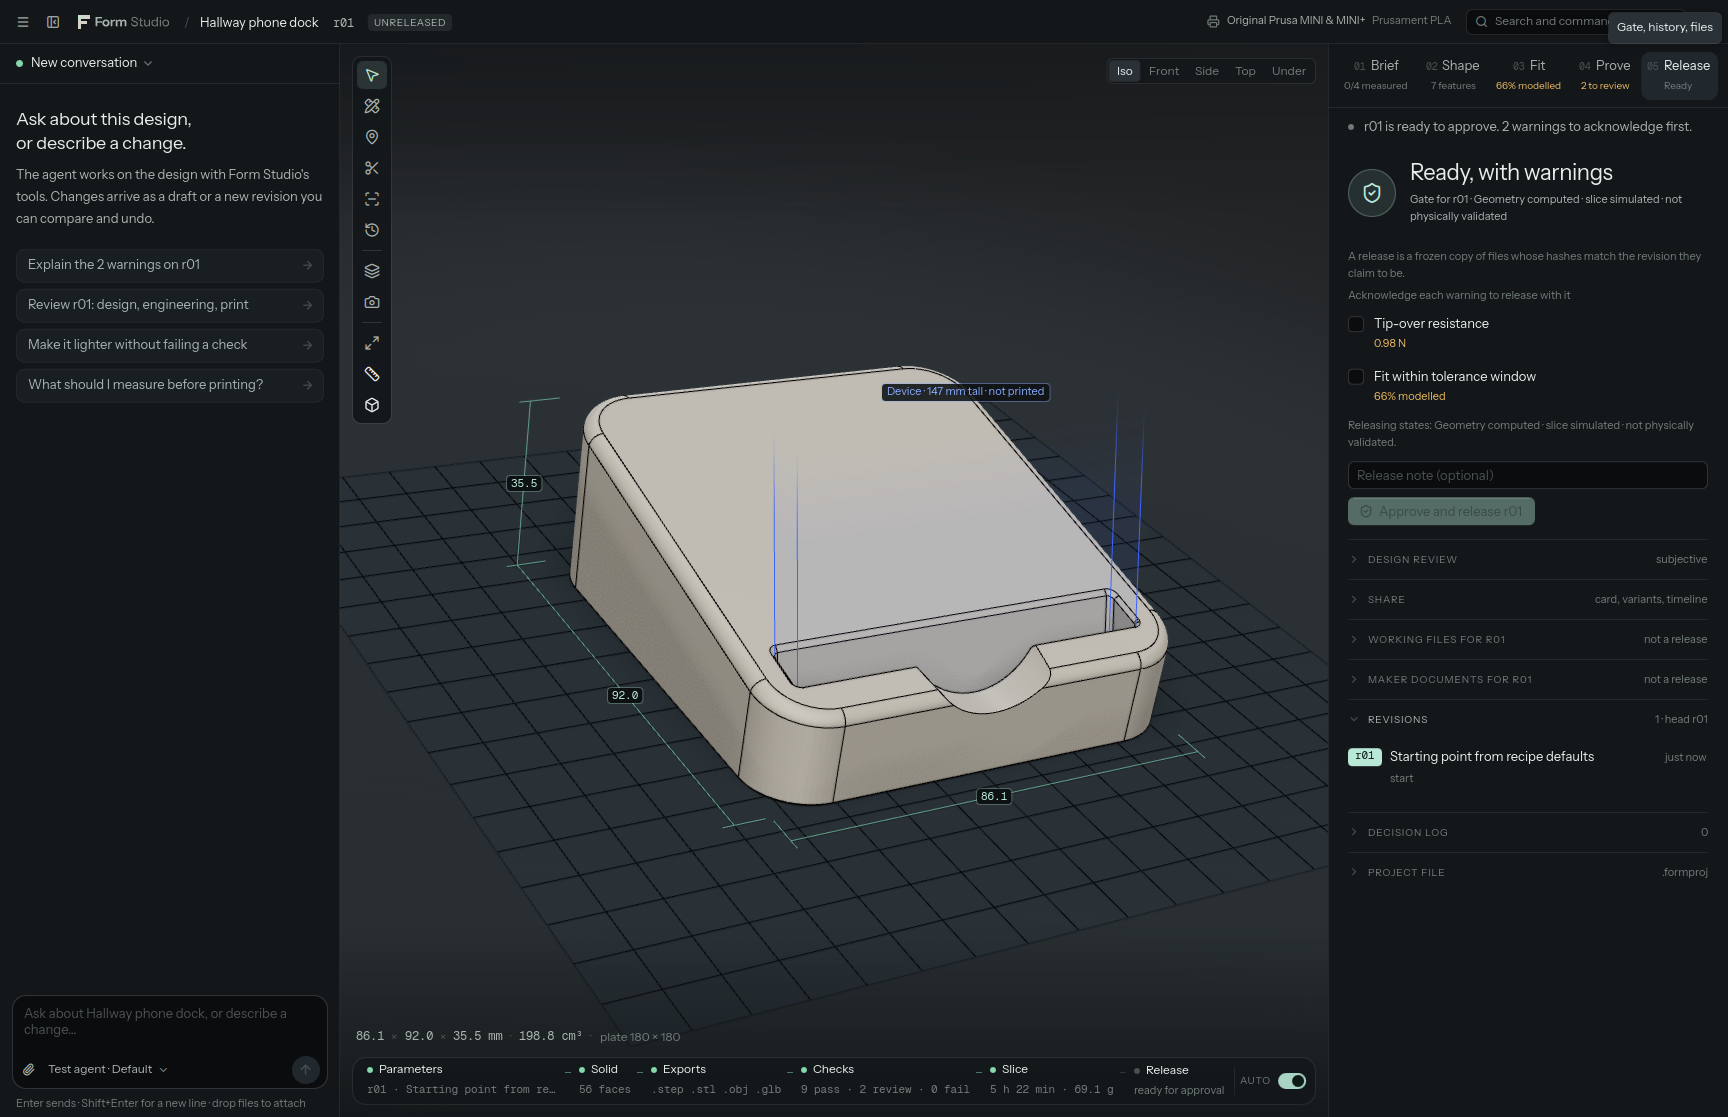 Form Studio / Hallway phone dock r01 UNRELEASED
Original Prusa MINI & MINI+ Prusament PLA
Search and
Gate, history, files
New conversation
Ask about this design,
or describe a change.
The agent works on the design with Form Studio's
tools. Changes arrive as a draft or a new revision you
can compare and undo.
Explain the 2 warnings on r01
Review r01: design, engineering, print
Make it lighter without failing a check
What should I measure before printing?
Ask about Hallway phone dock, or describe a
change...
Test agent · Default
Enter sends · Shift+Enter for a new line · drop files to attach
Iso Front Side Top Under
Device · 147 mm tall · not printed
35.5
92.0
86.1
86.1 × 92.0 × 35.5 mm · 198.8 cm³ · plate 180 × 180
Parameters
r01 · Starting point from re…
Solid
56 faces
Exports
.step .stl .obj .glb
Checks
9 pass · 2 review · 0 fail
Slice
5 h 22 min · 69.1 g
Release
ready for approval
AUTO
01 Brief
0/4 measured
02 Shape
7 features
03 Fit
66% modelled
04 Prove
2 to review
05 Release
Ready
r01 is ready to approve. 2 warnings to acknowledge first.
Ready, with warnings
Gate for r01 · Geometry computed · slice simulated · not
physically validated
A release is a frozen copy of files whose hashes match the revision they
claim to be.
Acknowledge each warning to release with it
Tip-over resistance
0.98 N
Fit within tolerance window
66% modelled
Releasing states: Geometry computed · slice simulated · not physically
validated.
Release note (optional)
Approve and release r01
DESIGN REVIEW subjective
SHARE card, variants, timeline
WORKING FILES FOR R01 not a release
MAKER DOCUMENTS FOR R01 not a release
REVISIONS 1 · head r01
r01 Starting point from recipe defaults just now
start
DECISION LOG 0
PROJECT FILE .formproj